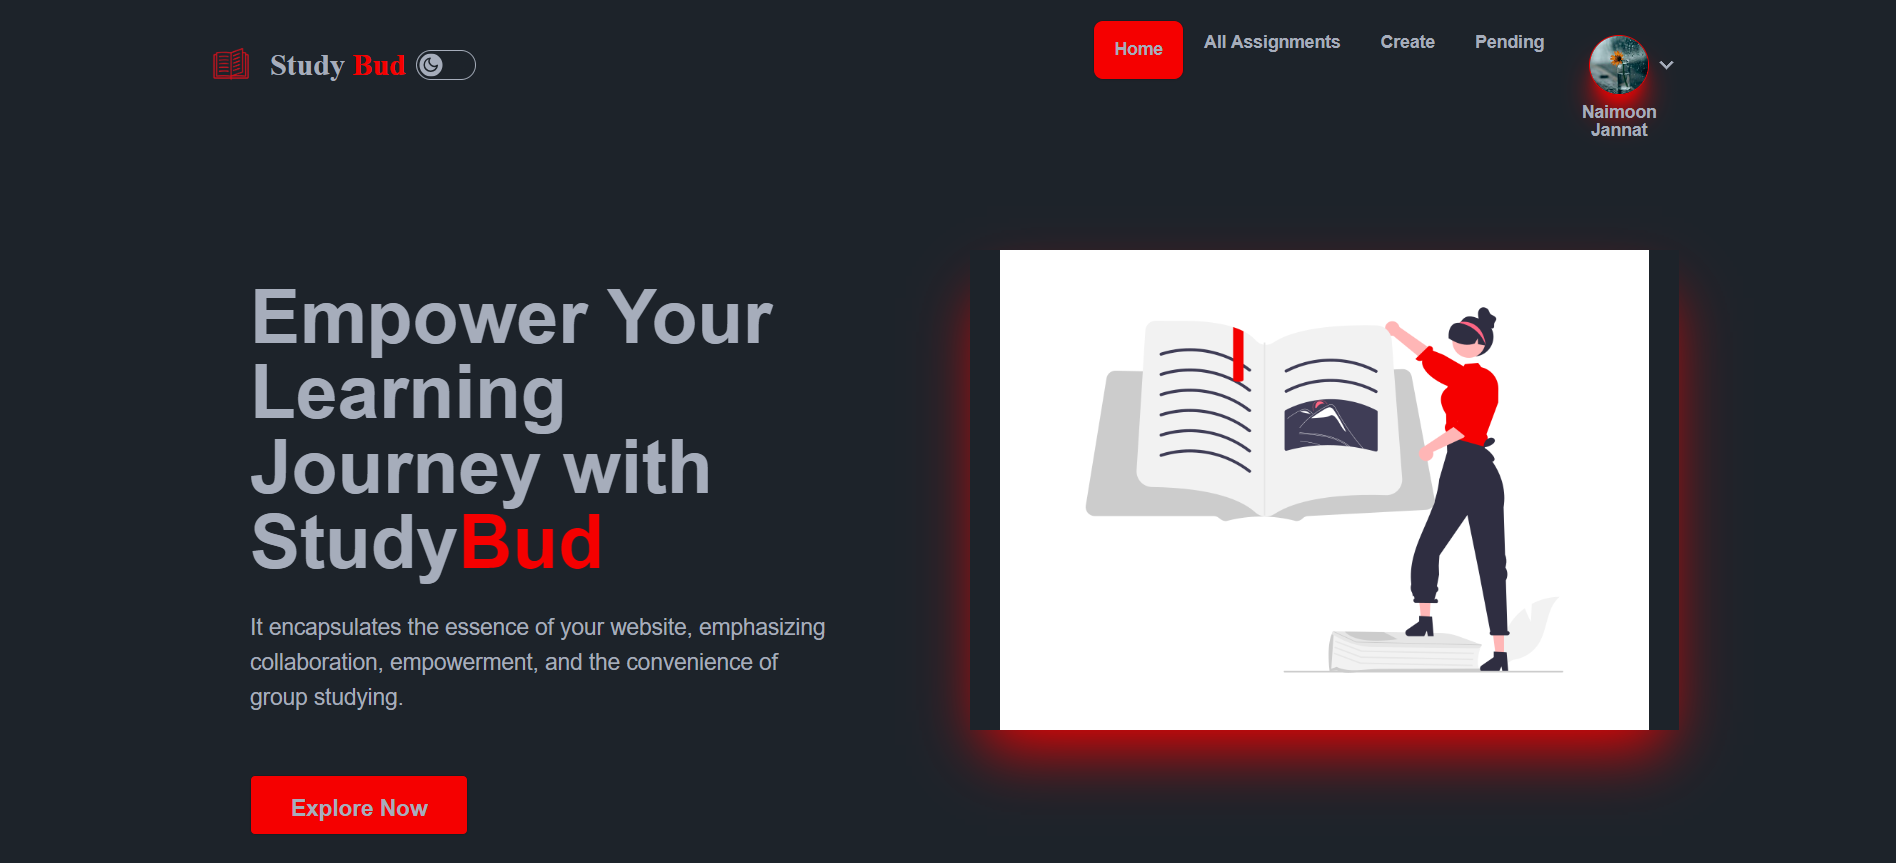 Study Bud
Home
All Assignments
Create
Pending
Naimoon
Jannat
Empower Your
Learning
Journey with
StudyBud
It encapsulates the essence of your website, emphasizing
collaboration, empowerment, and the convenience of
group studying.
Explore Now